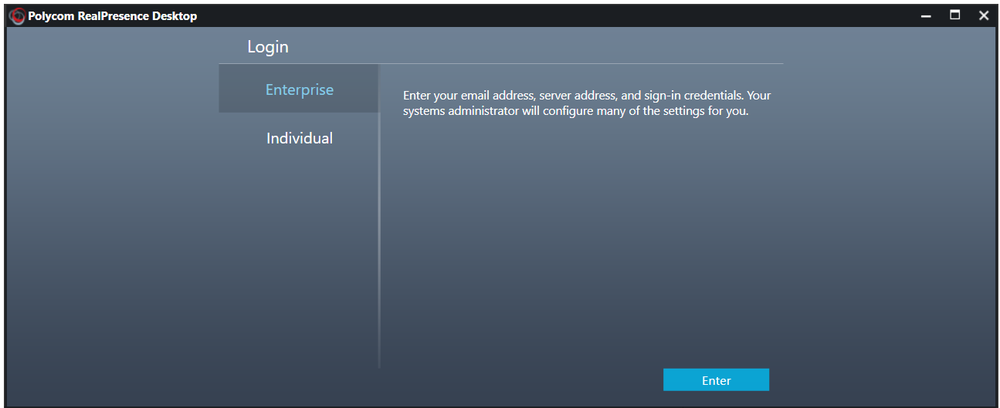 Polycom RealPresence Desktop
Login
Enterprise
Individual
Enter your email address, server address, and sign-in credentials. Your
systems administrator will configure many of the settings for you.
Enter